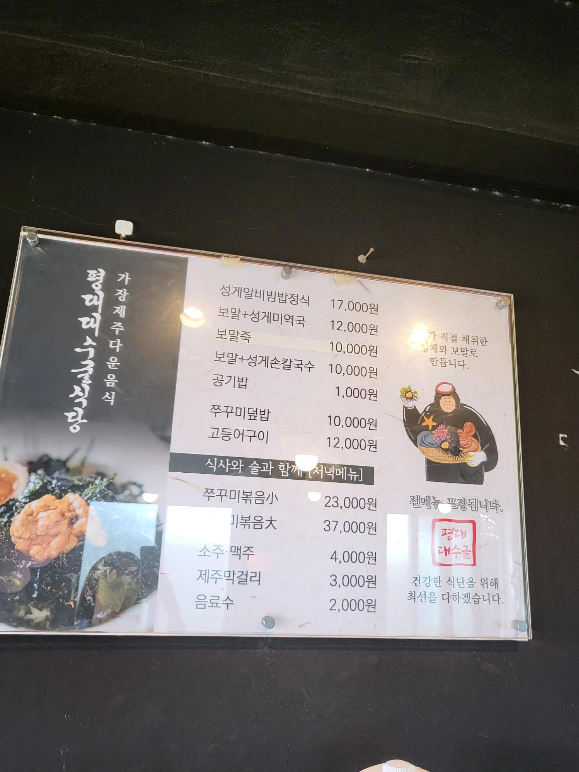 가장 제주다운 음식
평대대수굴식당
성게알비빔밥정식 17,000원
보말+성게미역국 12,000원
보말죽 10,000원
보말+성게손칼국수 10,000원
공기밥 1,000원
쭈꾸미덮밥 10,000원
고등어구이 12,000원
식사와 술과 함께 [저녁메뉴]
쭈꾸미볶음小 23,000원
미볶음大 37,000원
소주·맥주 4,000원
제주막걸리 3,000원
음료수 2,000원
직접 채취한
보말로
만듭니다.
전메뉴 포장됩니다.
평대
대수굴
건강한 식단을 위해
최선을 다하겠습니다.